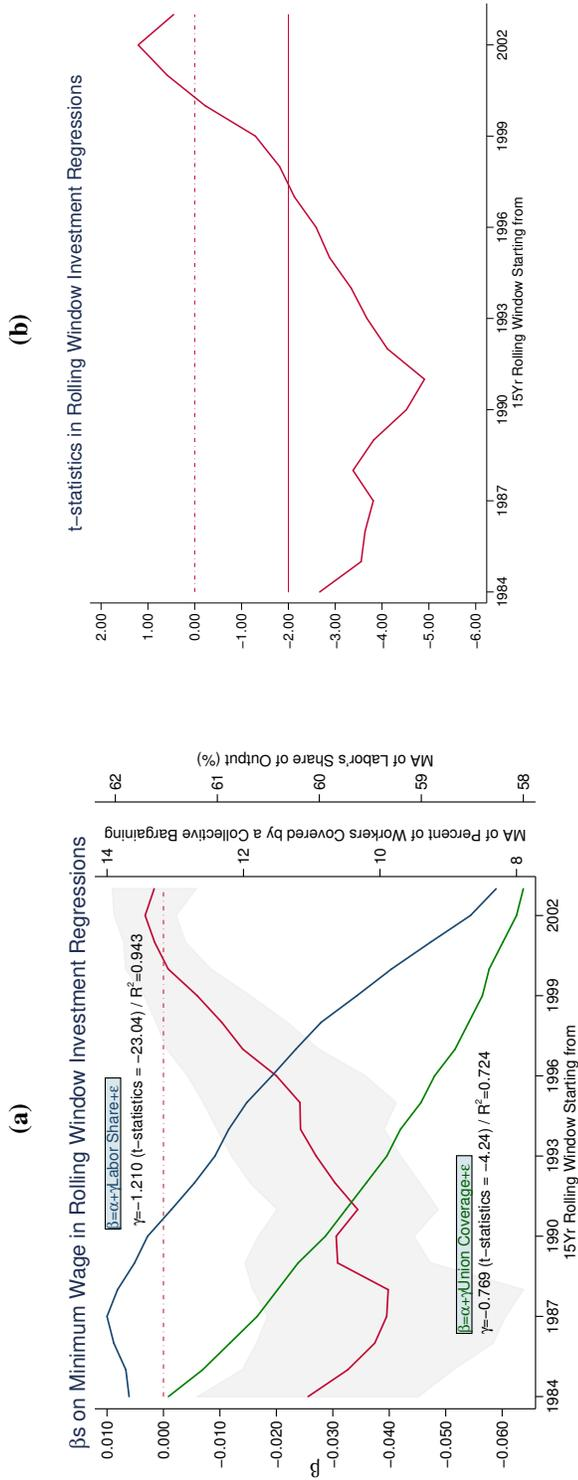 (a)
βs on Minimum Wage in Rolling Window Investment Regressions
0.010
0.000
−0.010
−0.020
−0.030
−0.040
−0.050
−0.060
β
β=α+γLabor Share+ε
γ=−1.210 (t−statistics = −23.04) / R²=0.943
β=α+γUnion Coverage+ε
γ=−0.769 (t−statistics = −4.24) / R²=0.724
14
12
10
8
MA of Percent of Workers Covered by a Collective Bargaining
62
61
60
59
58
MA of Labor's Share of Output (%)
1984 1987 1990 1993 1996 1999 2002
15Yr Rolling Window Starting from
(b)
t−statistics in Rolling Window Investment Regressions
2.00
1.00
0.00
−1.00
−2.00
−3.00
−4.00
−5.00
−6.00
1984 1987 1990 1993 1996 1999 2002
15Yr Rolling Window Starting from